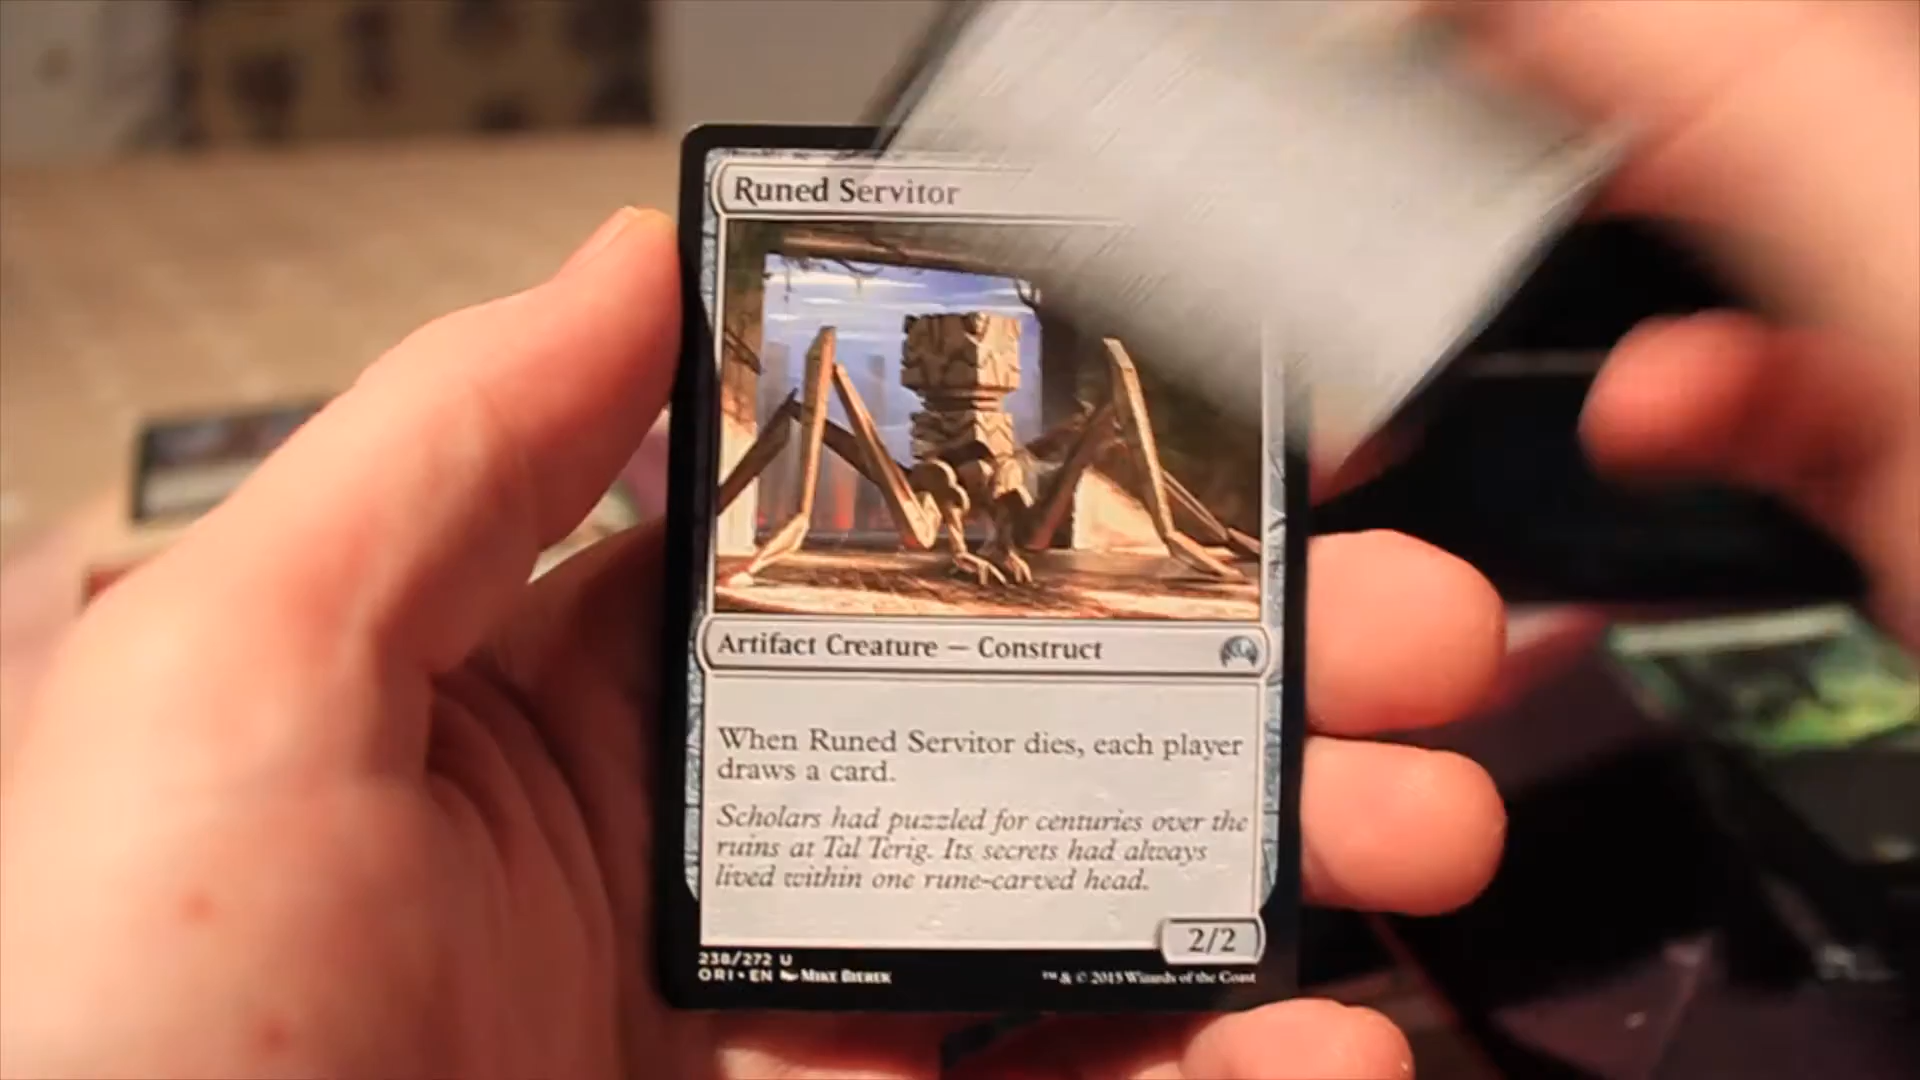 Runed Servitor
Artifact Creature — Construct
When Runed Servitor dies, each player
draws a card.
Scholars had puzzled for centuries over the
ruins at Tal Terig. Its secrets had always
lived within one rune-carved head.
2/2
238/272 U
ORI • EN MIKE BIEREK
™ & © 2015 Wizards of the Coast